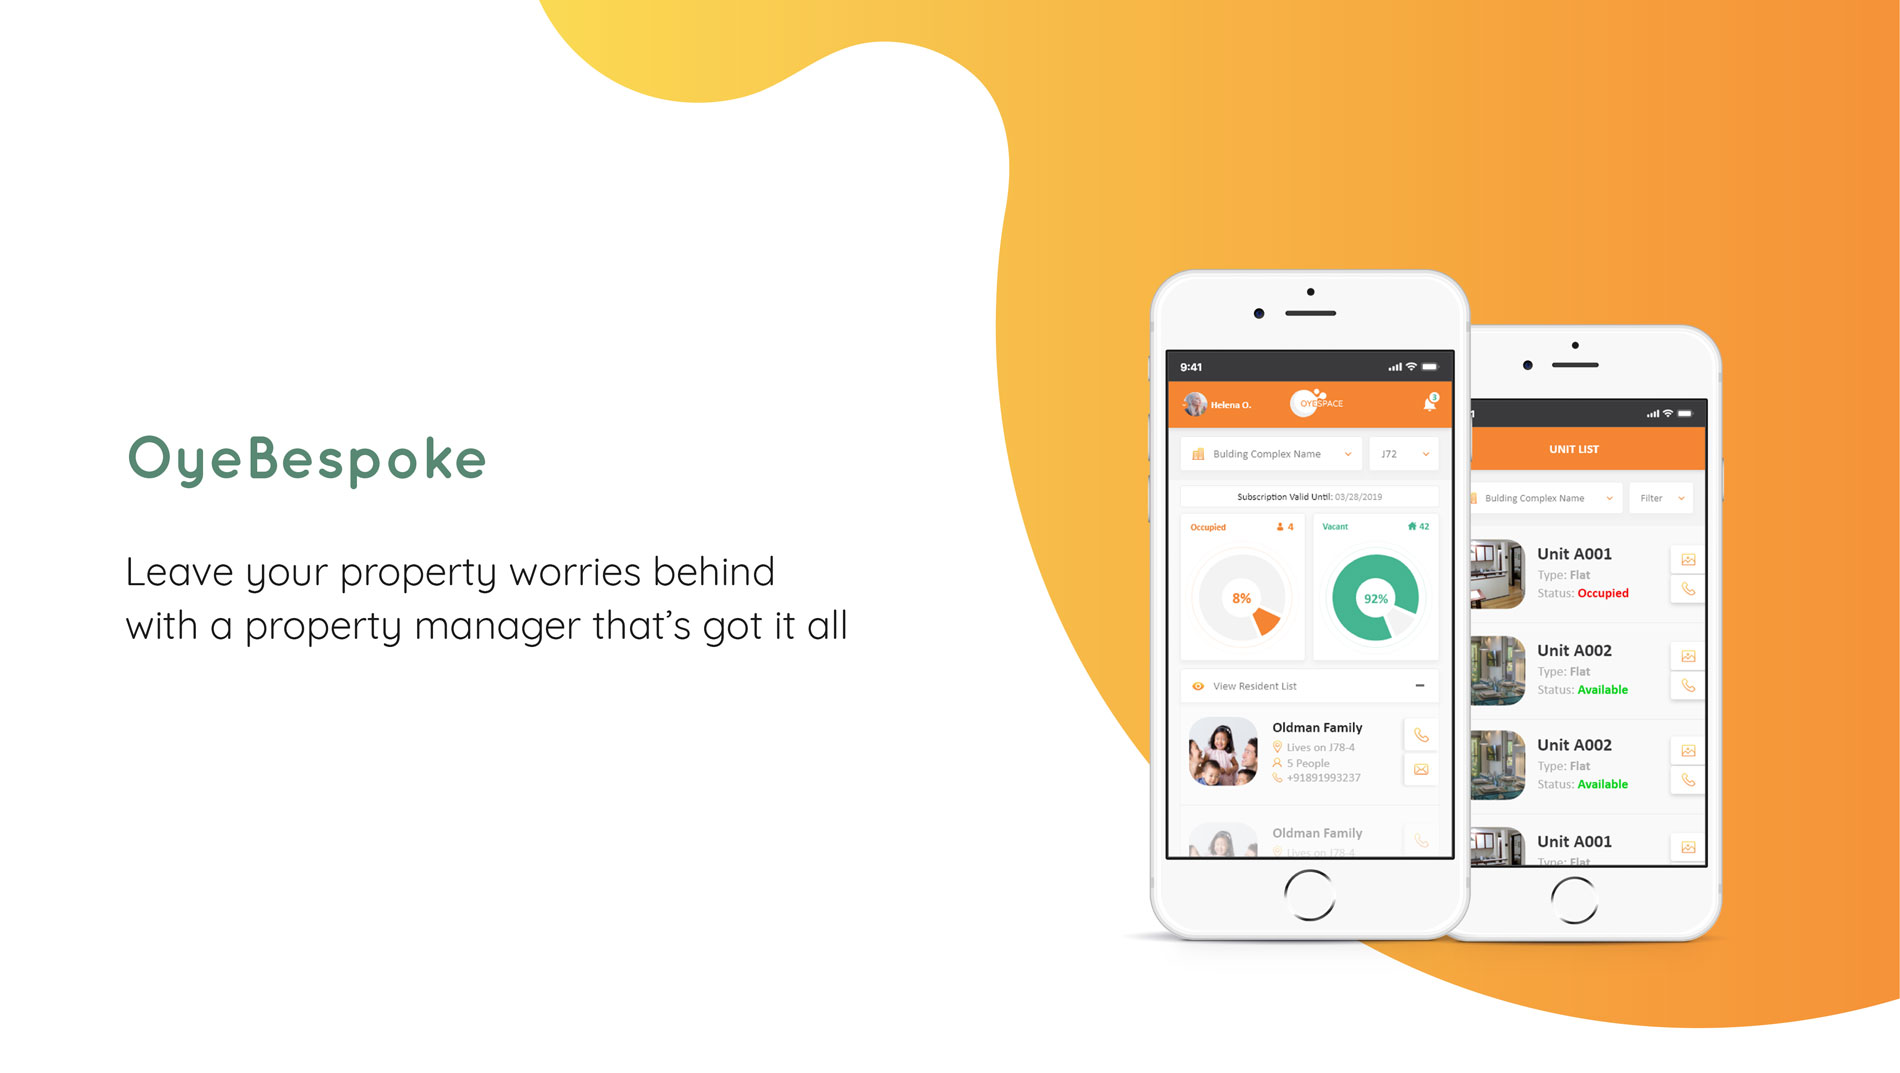 OyeBespoke
Leave your property worries behind
with a property manager that's got it all
9:41
Helena O.
OYESPACE
3
Bulding Complex Name
J72
Subscription Valid Until: 03/28/2019
Occupied
4
Vacant
42
8%
92%
View Resident List
Oldman Family
Lives on J78-4
5 People
+91891993237
Oldman Family
Lives on J78-4
1
UNIT LIST
Bulding Complex Name
Filter
Unit A001
Type: Flat
Status: Occupied
Unit A002
Type: Flat
Status: Available
Unit A002
Type: Flat
Status: Available
Unit A001
Type: Flat